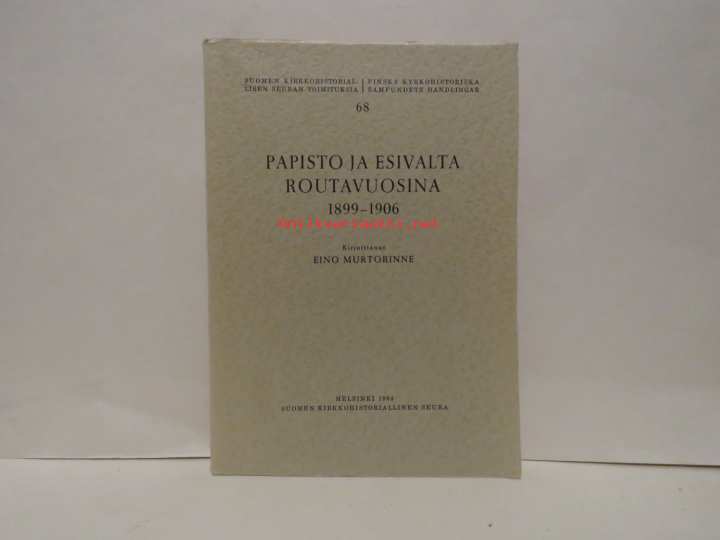 SUOMEN KIRKKOHISTORIAL- | FINSKA KYRKOHISTORISKA
LISEN SEURAN TOIMITUKSIA | SAMFUNDETS HANDLINGAR
68
PAPISTO JA ESIVALTA
ROUTAVUOSINA
1899–1906
Kirjoittanut
EINO MURTORINNE
HELSINKI 1964
SUOMEN KIRKKOHISTORIALLINEN SEURA